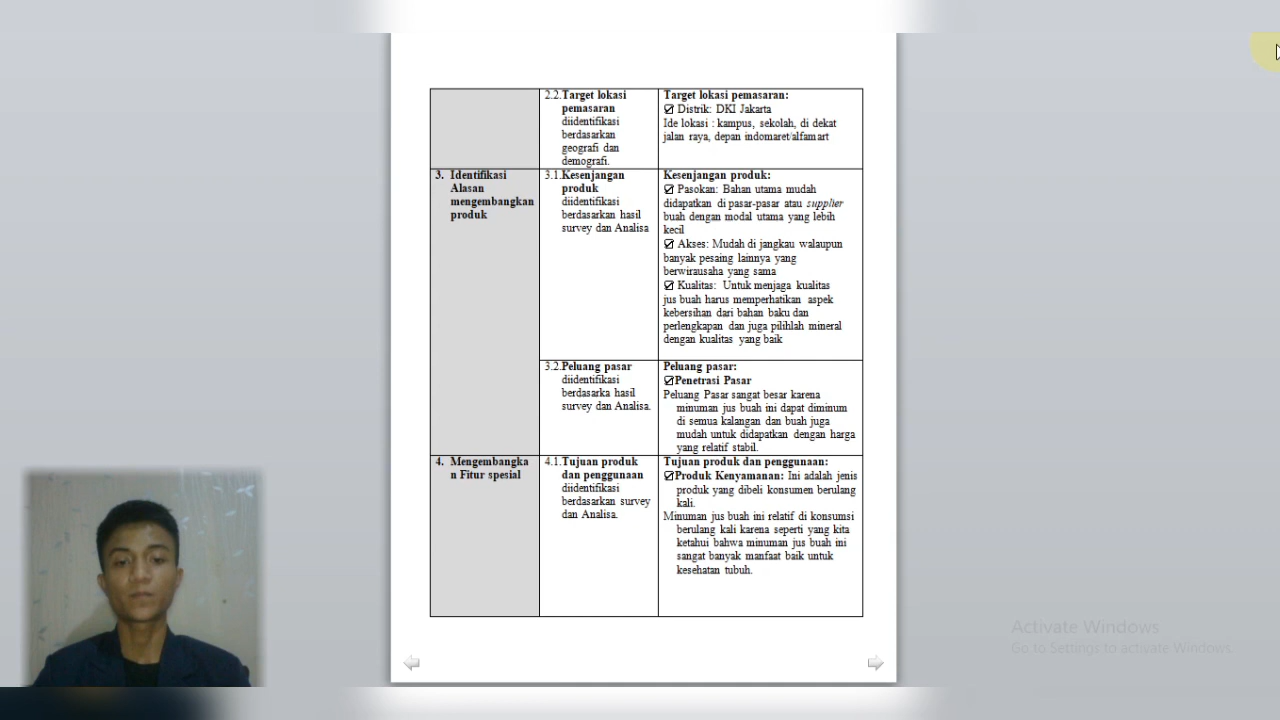 2.2.Target lokasi
pemasaran
diidentifikasi
berdasarkan
geografi dan
demografi.
Target lokasi pemasaran:
☑ Distrik: DKI Jakarta
Ide lokasi : kampus, sekolah, di dekat
jalan raya, depan indomaret/alfamart
3. Identifikasi
Alasan
mengembangkan
produk
3.1.Kesenjangan
produk
diidentifikasi
berdasarkan hasil
survey dan Analisa
Kesenjangan produk:
☑ Pasokan: Bahan utama mudah
didapatkan di pasar-pasar atau supplier
buah dengan modal utama yang lebih
kecil
☑ Akses: Mudah di jangkau walaupun
banyak pesaing lainnya yang
berwirausaha yang sama
☑ Kualitas: Untuk menjaga kualitas
jus buah harus memperhatikan aspek
kebersihan dari bahan baku dan
perlengkapan dan juga pilihlah mineral
dengan kualitas yang baik
3.2.Peluang pasar
diidentifikasi
berdasarka hasil
survey dan Analisa.
Peluang pasar:
☑Penetrasi Pasar
Peluang Pasar sangat besar karena
minuman jus buah ini dapat diminum
di semua kalangan dan buah juga
mudah untuk didapatkan dengan harga
yang relatif stabil.
4. Mengembangka
n Fitur spesial
4.1.Tujuan produk
dan penggunaan
diidentifikasi
berdasarkan survey
dan Analisa.
Tujuan produk dan penggunaan:
☑Produk Kenyamanan: Ini adalah jenis
produk yang dibeli konsumen berulang
kali.
Minuman jus buah ini relatif di konsumsi
berulang kali karena seperti yang kita
ketahui bahwa minuman jus buah ini
sangat banyak manfaat baik untuk
kesehatan tubuh.
Activate Windows
Go to Settings to activate Windows.